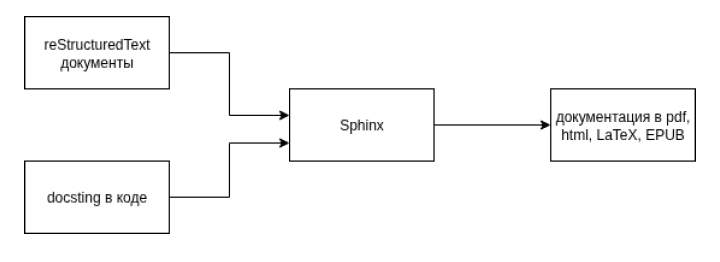 reStructuredText
документы
Sphinx
документация в pdf,
html, LaTeX, EPUB
docsting в коде